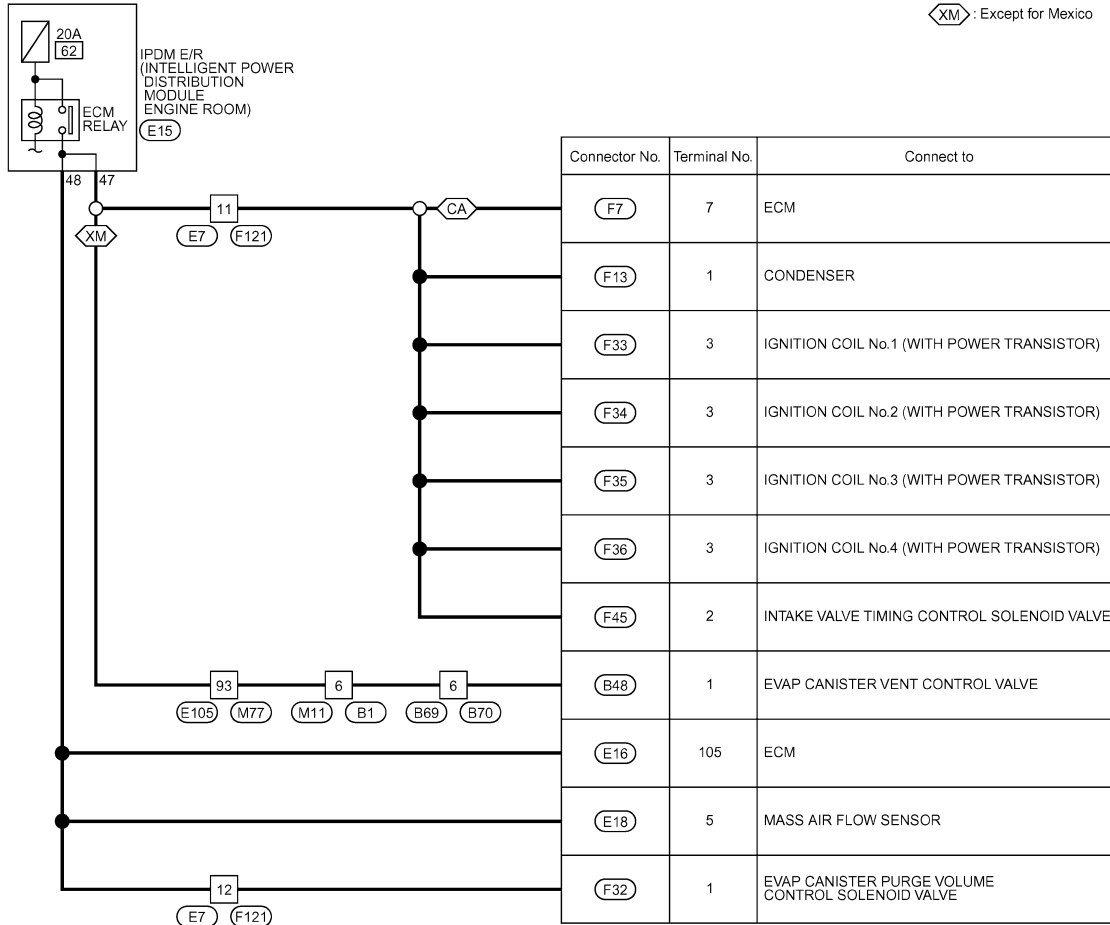 XM : Except for Mexico
20A
62
IPDM E/R
(INTELLIGENT POWER
DISTRIBUTION
MODULE
ENGINE ROOM)
E15
ECM
RELAY
48 47
Connector No. Terminal No. Connect to
11
CA
E7 F121
XM
F7 7 ECM
F13 1 CONDENSER
F33 3 IGNITION COIL No.1 (WITH POWER TRANSISTOR)
F34 3 IGNITION COIL No.2 (WITH POWER TRANSISTOR)
F35 3 IGNITION COIL No.3 (WITH POWER TRANSISTOR)
F36 3 IGNITION COIL No.4 (WITH POWER TRANSISTOR)
F45 2 INTAKE VALVE TIMING CONTROL SOLENOID VALVE
93 6 6
E105 M77 M11 B1 B69 B70
B48 1 EVAP CANISTER VENT CONTROL VALVE
E16 105 ECM
E18 5 MASS AIR FLOW SENSOR
12
E7 F121
F32 1 EVAP CANISTER PURGE VOLUME
CONTROL SOLENOID VALVE